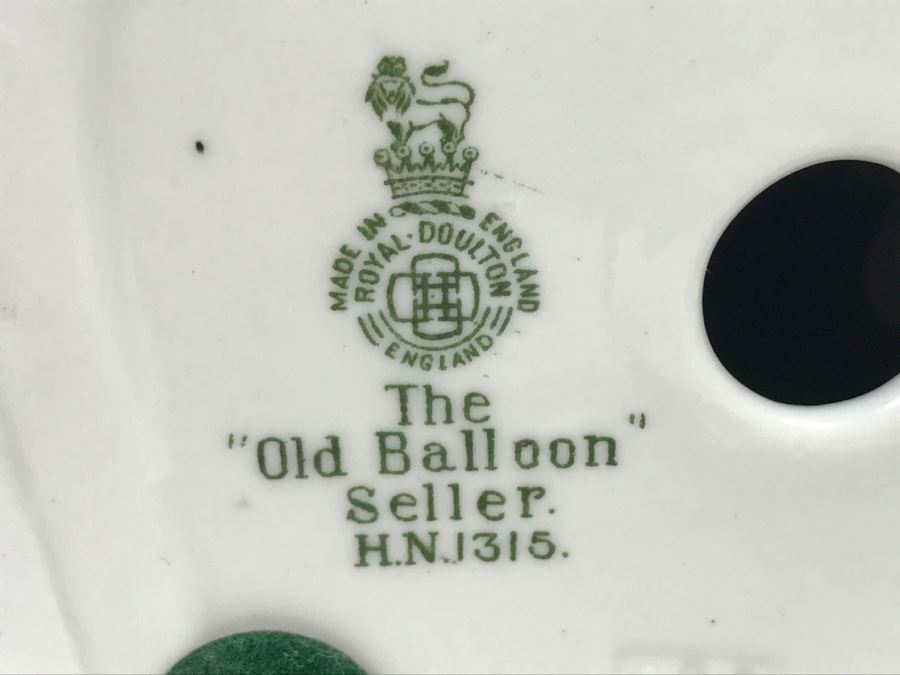 MADE IN ENGLAND
ROYAL·DOULTON
ENGLAND
The
"Old Balloon"
Seller.
H.N.1315.